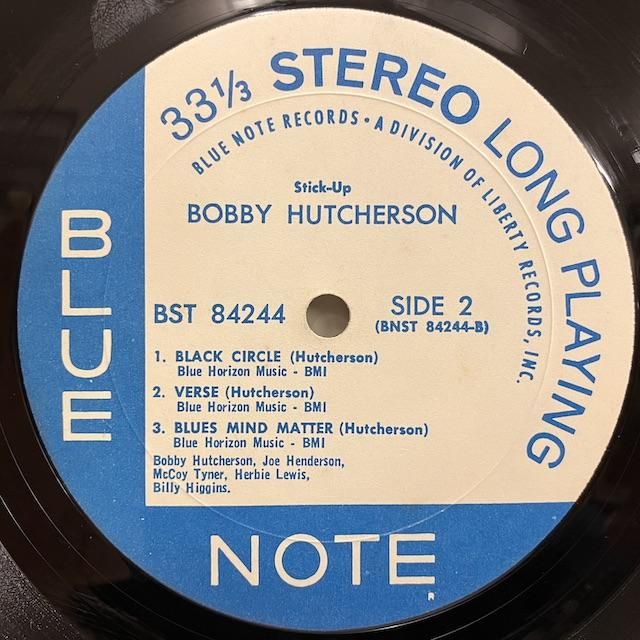 33⅓ STEREO LONG PLAYING
BLUE NOTE RECORDS • A DIVISION OF LIBERTY RECORDS, INC.
Stick-Up
BOBBY HUTCHERSON
BST 84244
SIDE 2
(BNST 84244-B)
1. BLACK CIRCLE (Hutcherson)
Blue Horizon Music - BMI
2. VERSE (Hutcherson)
Blue Horizon Music - BMI
3. BLUES MIND MATTER (Hutcherson)
Blue Horizon Music - BMI
Bobby Hutcherson, Joe Henderson,
McCoy Tyner, Herbie Lewis,
Billy Higgins.
BLUE
NOTE
R